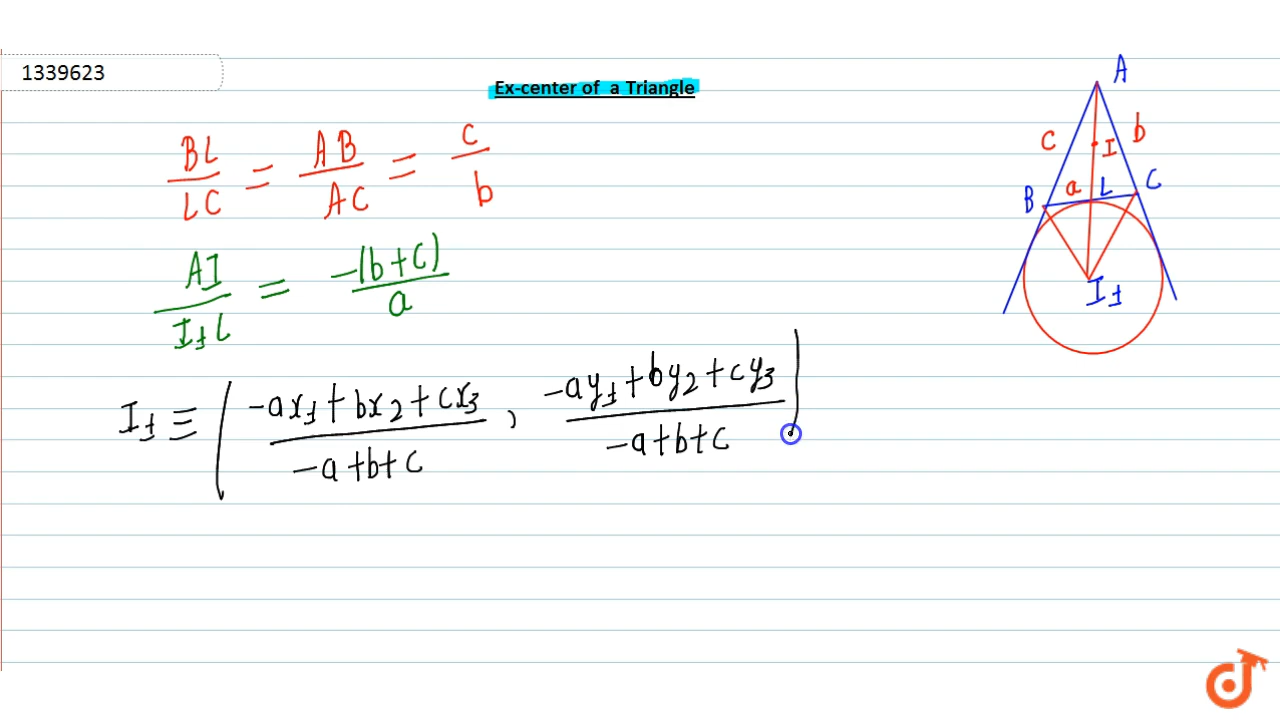 1339623
Ex-center of a Triangle
BL/LC = AB/AC = c/b
AI/I₁L = -(b+c)/a
I₁ ≡ ( (-ax₁+bx₂+cx₃)/(-a+b+c) , (-ay₁+by₂+cy₃)/(-a+b+c) )
A
c
b
I
B
a
L
C
I₁